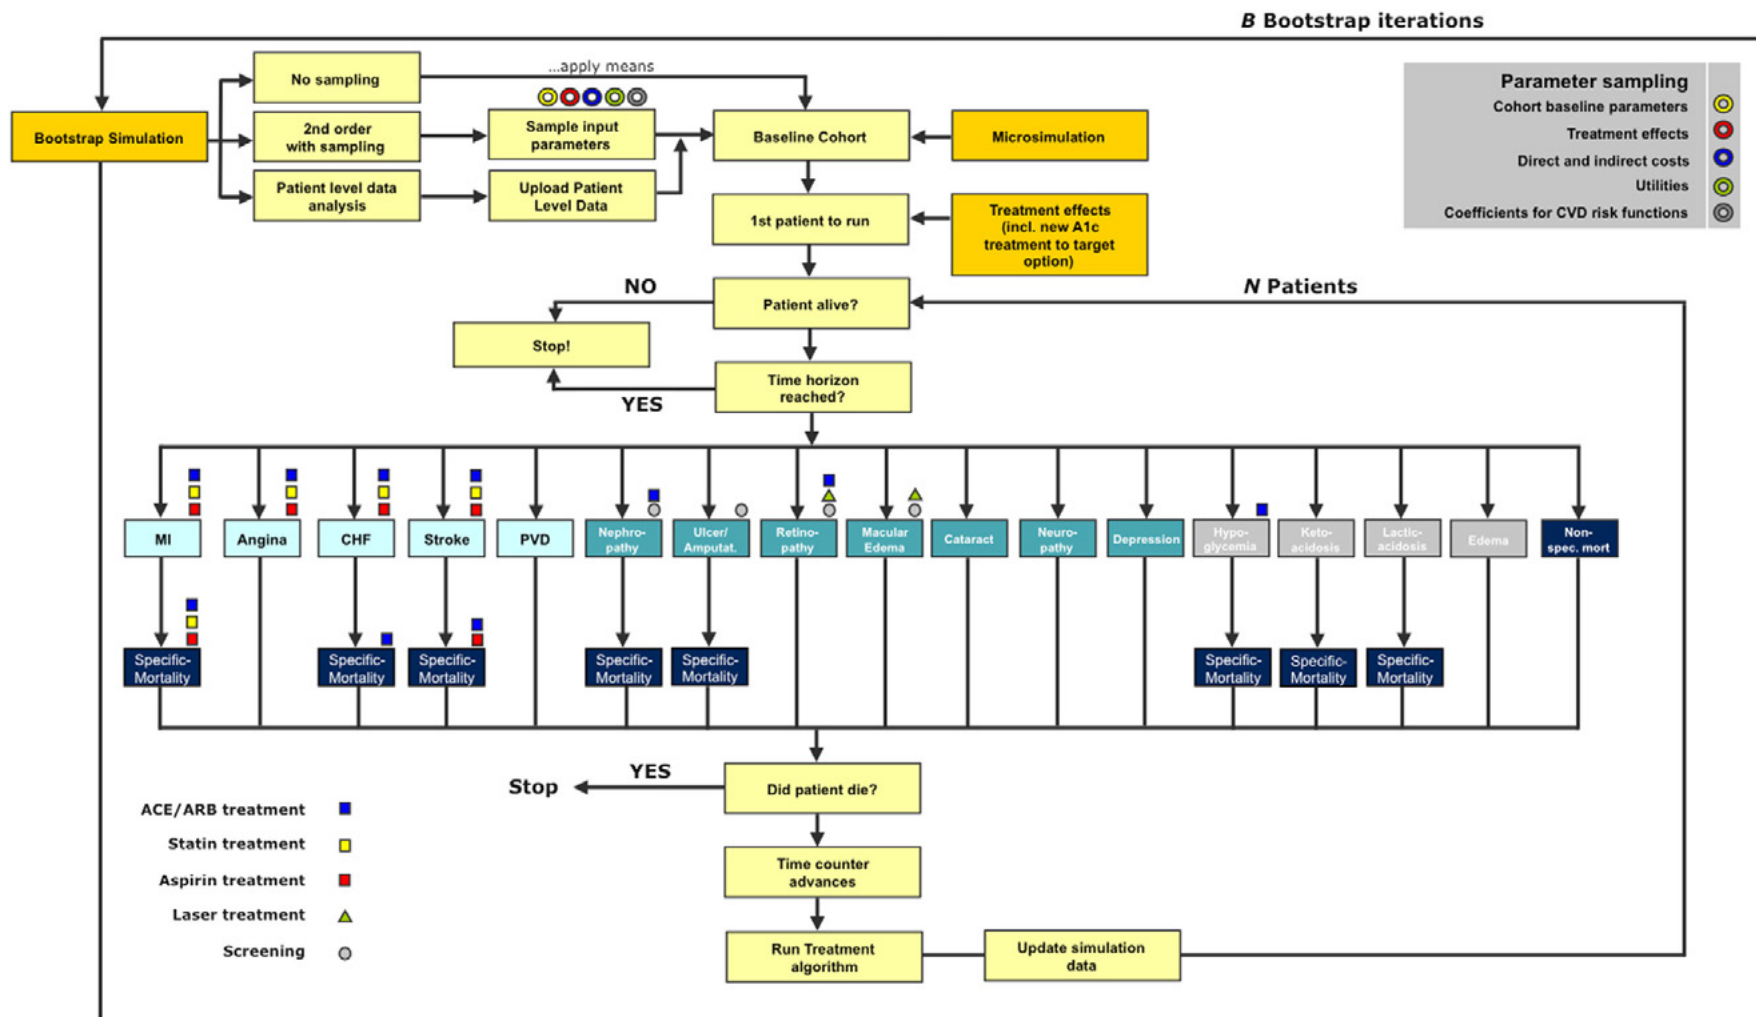 B Bootstrap iterations
No sampling
...apply means
Bootstrap Simulation
2nd order
with sampling
Sample input
parameters
Baseline Cohort
Microsimulation
Patient level data
analysis
Upload Patient
Level Data
1st patient to run
Treatment effects
(incl. new A1c
treatment to target
option)
Parameter sampling
Cohort baseline parameters
Treatment effects
Direct and indirect costs
Utilities
Coefficients for CVD risk functions
NO
Patient alive?
N Patients
Stop!
Time horizon
reached?
YES
MI
Angina
CHF
Stroke
PVD
Nephro-
pathy
Ulcer/
Amputat.
Retino-
pathy
Macular
Edema
Cataract
Neuro-
pathy
Depression
Hypo-
glycemia
Keto-
acidosis
Lactic-
acidosis
Edema
Non-
spec. mort
Specific-
Mortality
Specific-
Mortality
Specific-
Mortality
Specific-
Mortality
Specific-
Mortality
Specific-
Mortality
Specific-
Mortality
Specific-
Mortality
Stop
YES
Did patient die?
Time counter
advances
Run Treatment
algorithm
Update simulation
data
ACE/ARB treatment
Statin treatment
Aspirin treatment
Laser treatment
Screening